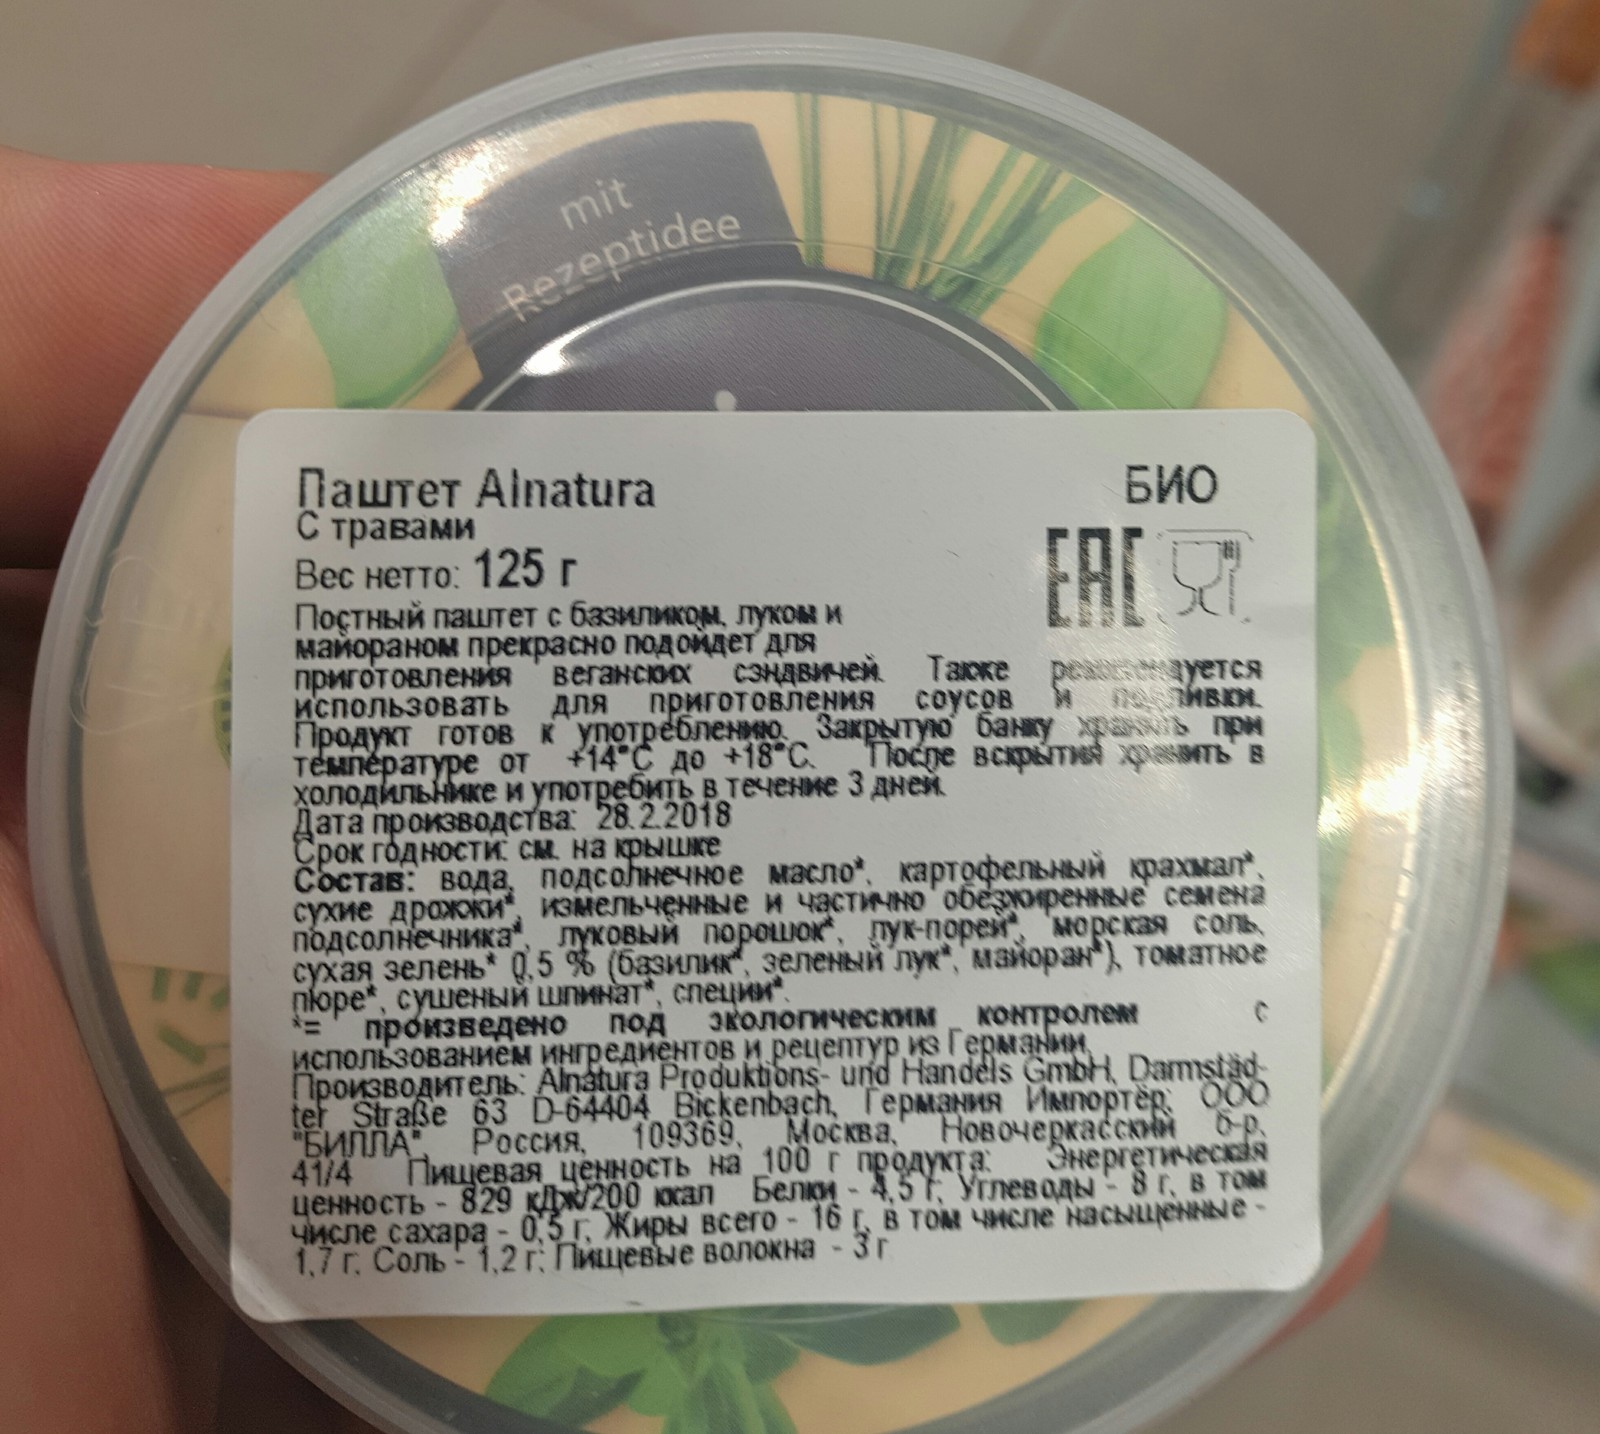 mit
Rezeptidee
Паштет Alnatura
БИО
С травами
EAC
Вес нетто: 125 г
Постный паштет с базиликом, луком и
майораном прекрасно подойдет для
приготовления веганских сэндвичей. Также рекомендуется
использовать для приготовления соусов и подливки.
Продукт готов к употреблению. Закрытую банку хранить при
температуре от +14°C до +18°C. После вскрытия хранить в
холодильнике и употребить в течение 3 дней.
Дата производства: 28.2.2018
Срок годности: см. на крышке
Состав: вода, подсолнечное масло*, картофельный крахмал*,
сухие дрожжи*, измельченные и частично обезжиренные семена
подсолнечника*, луковый порошок*, лук-порей*, морская соль,
сухая зелень* 0,5 % (базилик*, зеленый лук*, майоран*), томатное
пюре*, сушеный шпинат*, специи*.
*= произведено под экологическим контролем с
использованием ингредиентов и рецептур из Германии.
Производитель: Alnatura Produktions- und Handels GmbH, Darmstäd-
ter Straße 63 D-64404 Bickenbach, Германия Импортёр: ООО
"БИЛЛА", Россия, 109369, Москва, Новочеркасский б-р,
41/4 Пищевая ценность на 100 г продукта: Энергетическая
ценность - 829 кДж/200 ккал Белки - 4,5 г; Углеводы - 8 г, в том
числе сахара - 0,5 г; Жиры всего - 16 г, в том числе насыщенные -
1,7 г; Соль - 1,2 г; Пищевые волокна - 3 г